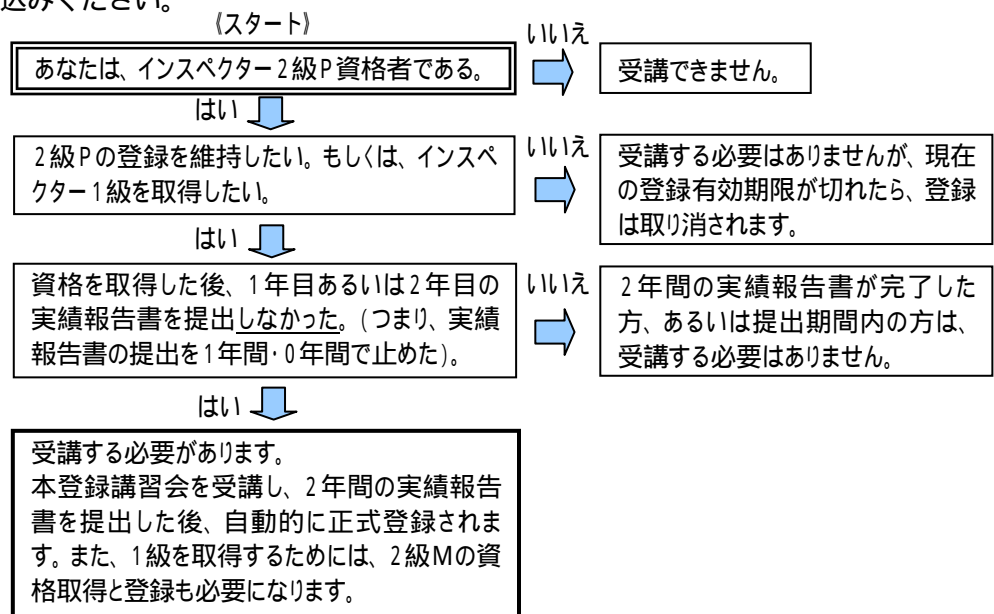 込みください。
《スタート》
あなたは、インスペクター2級P資格者である。
いいえ
受講できません。
はい
2級Pの登録を維持したい。もしくは、インスペ
クター1級を取得したい。
いいえ
受講する必要はありませんが、現在
の登録有効期限が切れたら、登録
は取り消されます。
はい
資格を取得した後、1年目あるいは2年目の
実績報告書を提出しなかった。(つまり、実績
報告書の提出を1年間・0年間で止めた)。
いいえ
2年間の実績報告書が完了した
方、あるいは提出期間内の方は、
受講する必要はありません。
はい
受講する必要があります。
本登録講習会を受講し、2年間の実績報告
書を提出した後、自動的に正式登録されま
す。また、1級を取得するためには、2級Mの資
格取得と登録も必要になります。